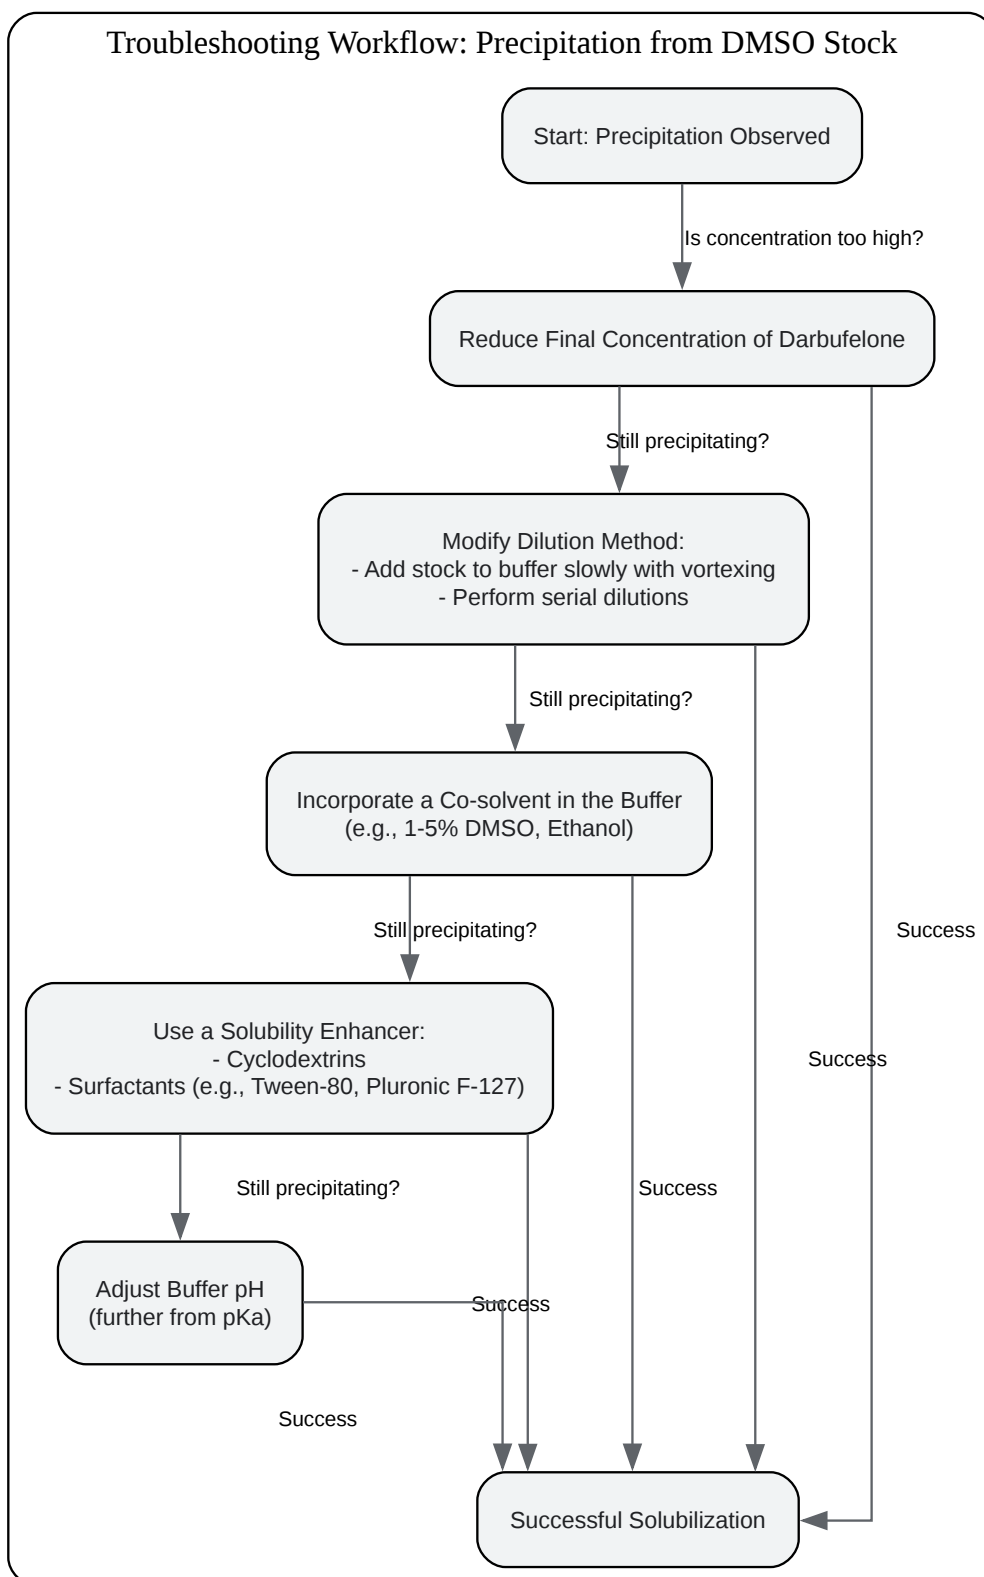 Troubleshooting Workflow: Precipitation from DMSO Stock
Start: Precipitation Observed
Is concentration too high?
Reduce Final Concentration of Darbufelone
Still precipitating?
Modify Dilution Method:
- Add stock to buffer slowly with vortexing
- Perform serial dilutions
Still precipitating?
Incorporate a Co-solvent in the Buffer
(e.g., 1-5% DMSO, Ethanol)
Still precipitating?
Success
Use a Solubility Enhancer:
- Cyclodextrins
- Surfactants (e.g., Tween-80, Pluronic F-127)
Success
Still precipitating?
Success
Adjust Buffer pH
(further from pKa)
Success
Success
Successful Solubilization